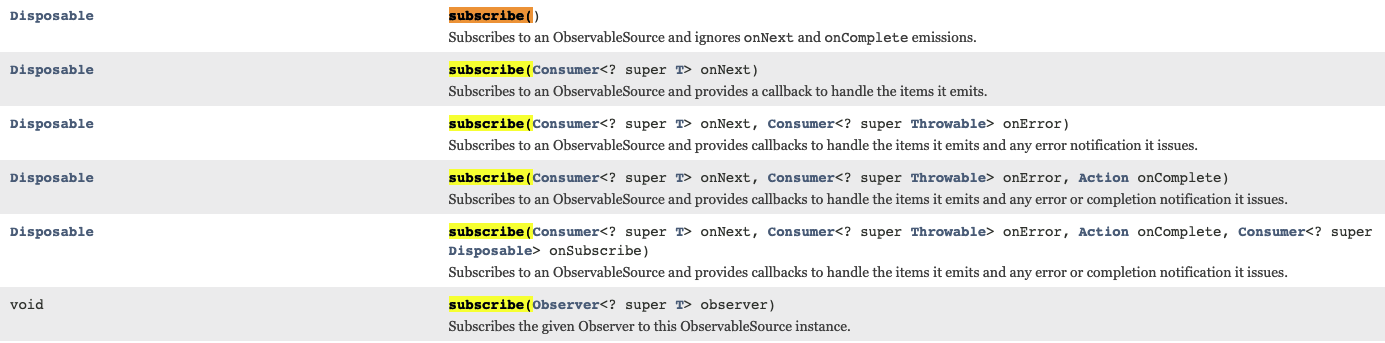 Disposable subscribe()
Subscribes to an ObservableSource and ignores onNext and onComplete emissions.
Disposable subscribe(Consumer<? super T> onNext)
Subscribes to an ObservableSource and provides a callback to handle the items it emits.
Disposable subscribe(Consumer<? super T> onNext, Consumer<? super Throwable> onError)
Subscribes to an ObservableSource and provides callbacks to handle the items it emits and any error notification it issues.
Disposable subscribe(Consumer<? super T> onNext, Consumer<? super Throwable> onError, Action onComplete)
Subscribes to an ObservableSource and provides callbacks to handle the items it emits and any error or completion notification it issues.
Disposable subscribe(Consumer<? super T> onNext, Consumer<? super Throwable> onError, Action onComplete, Consumer<? super
Disposable> onSubscribe)
Subscribes to an ObservableSource and provides callbacks to handle the items it emits and any error or completion notification it issues.
void subscribe(Observer<? super T> observer)
Subscribes the given Observer to this ObservableSource instance.